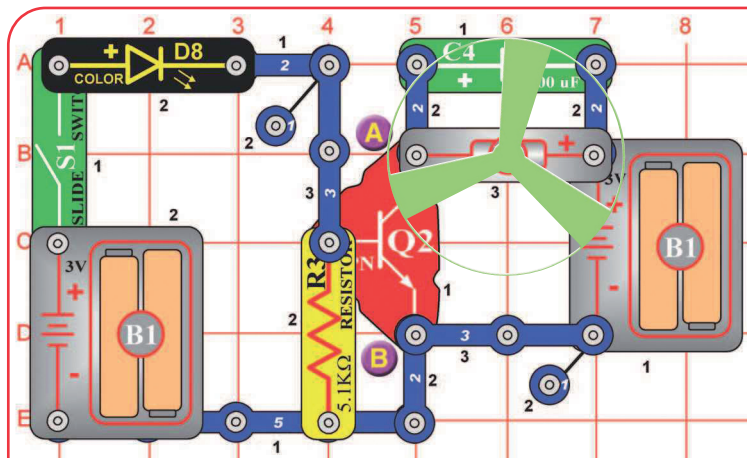 1 2 3 4 5 6 7 8
A
B
C
D
E
+ D8
COLOR
2
1
2
1
2
C4
1
+
00 uF
2
2
2
2
S1
SLIDE SWIT
1
2
3V
+
B1
-
3
3
A
+
3
Q2
PN
1
R3
RESISTOR
5.1KΩ
2
3V
+
B1
-
1
B
3
3
2
2
1
2
5
1